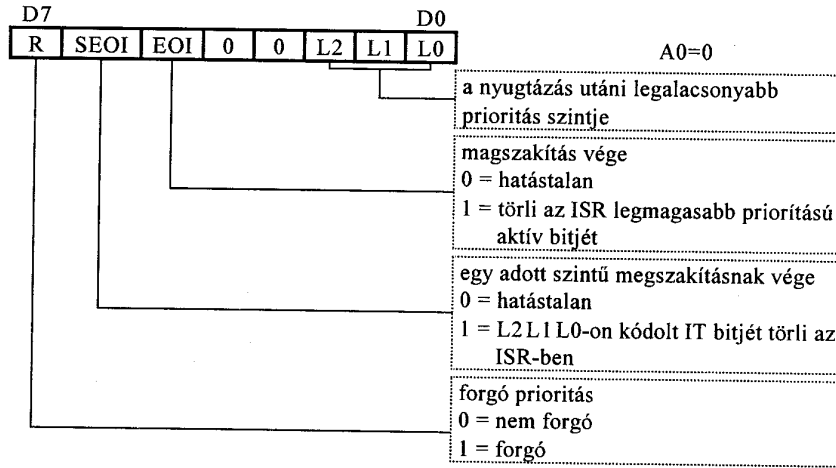 D7 D0
R SEOI EOI 0 0 L2 L1 L0 A0=0
a nyugtázás utáni legalacsonyabb
prioritás szintje
magszakítás vége
0 = hatástalan
1 = törli az ISR legmagasabb priorítású
aktív bitjét
egy adott szintű megszakításnak vége
0 = hatástalan
1 = L2 L1 L0-on kódolt IT bitjét törli az
ISR-ben
forgó prioritás
0 = nem forgó
1 = forgó